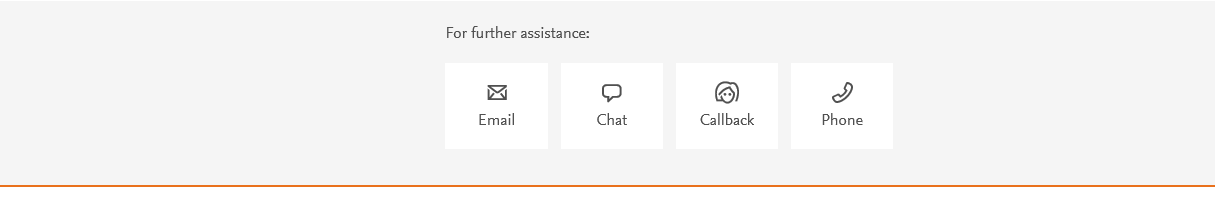 For further assistance:
Email
Chat
Callback
Phone